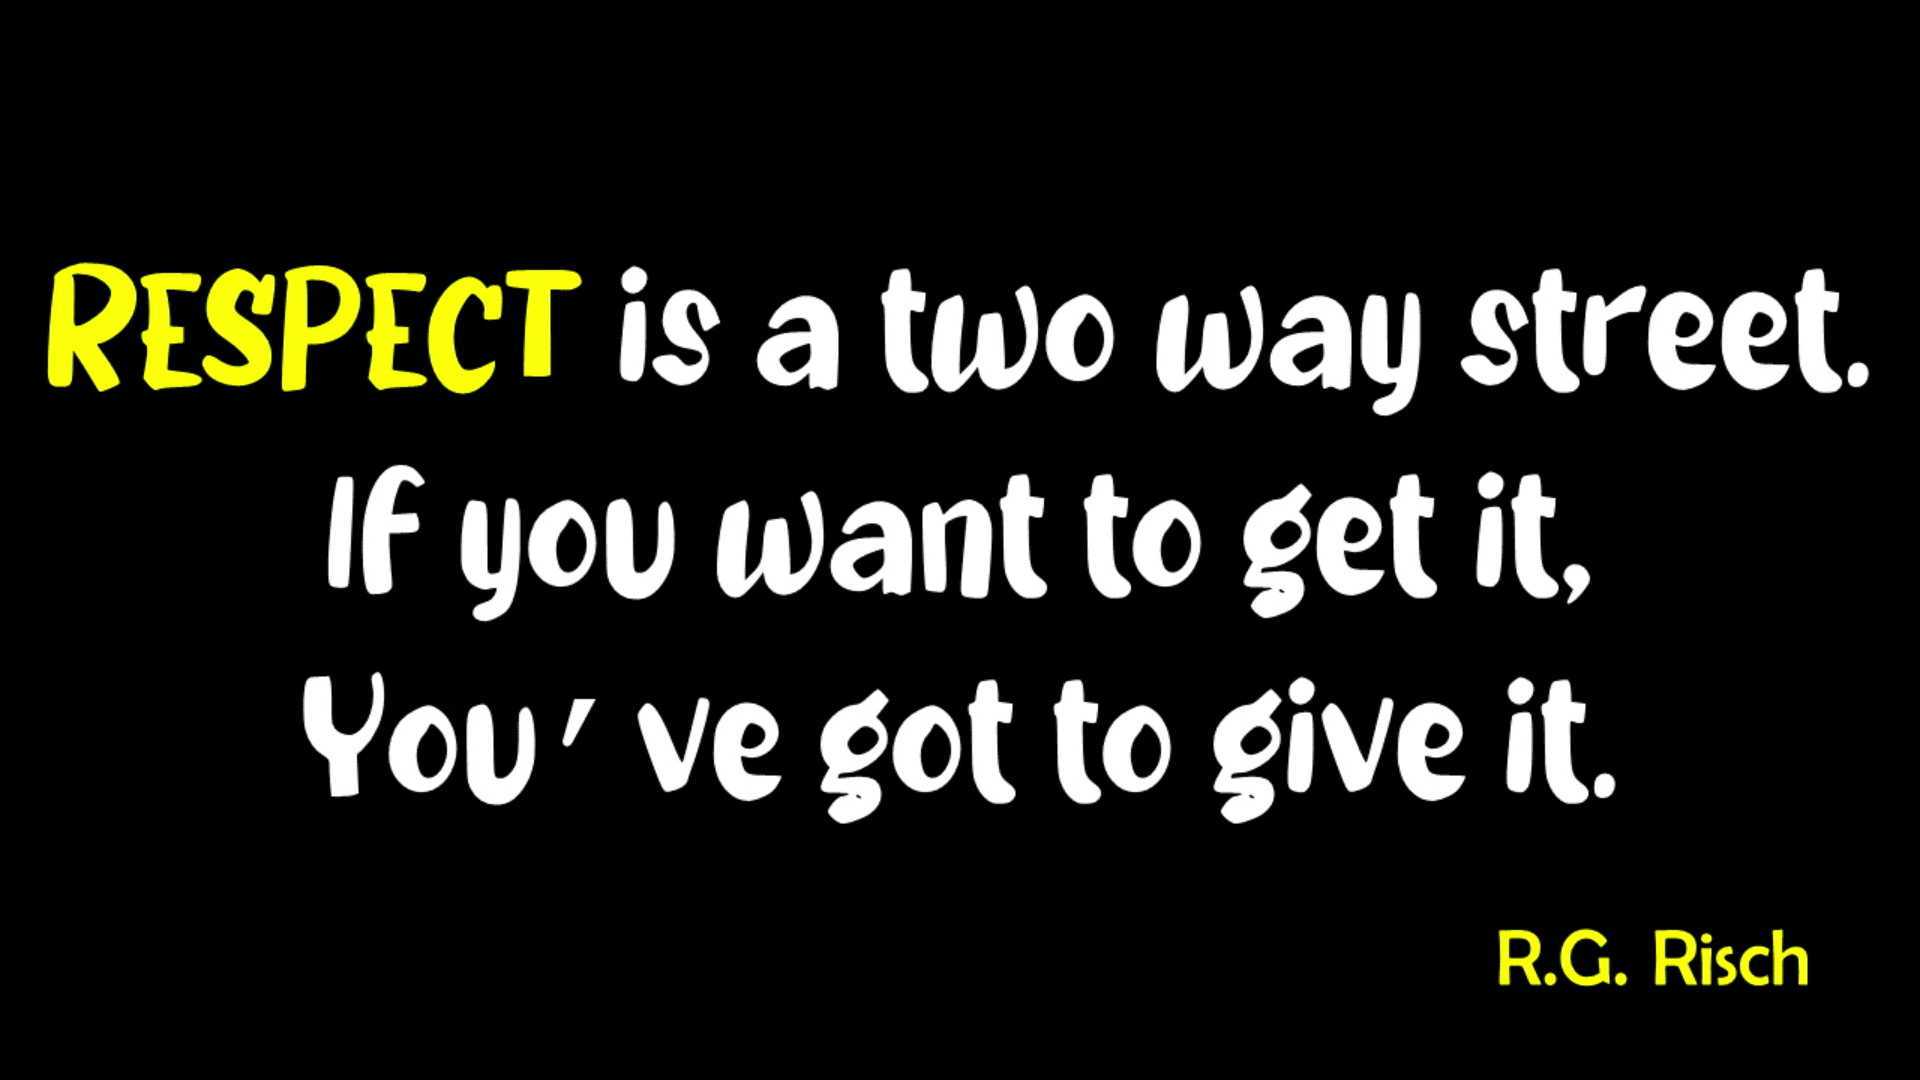 RESPECT is a two way street.
If you want to get it,
You've got to give it.
R.G. Risch